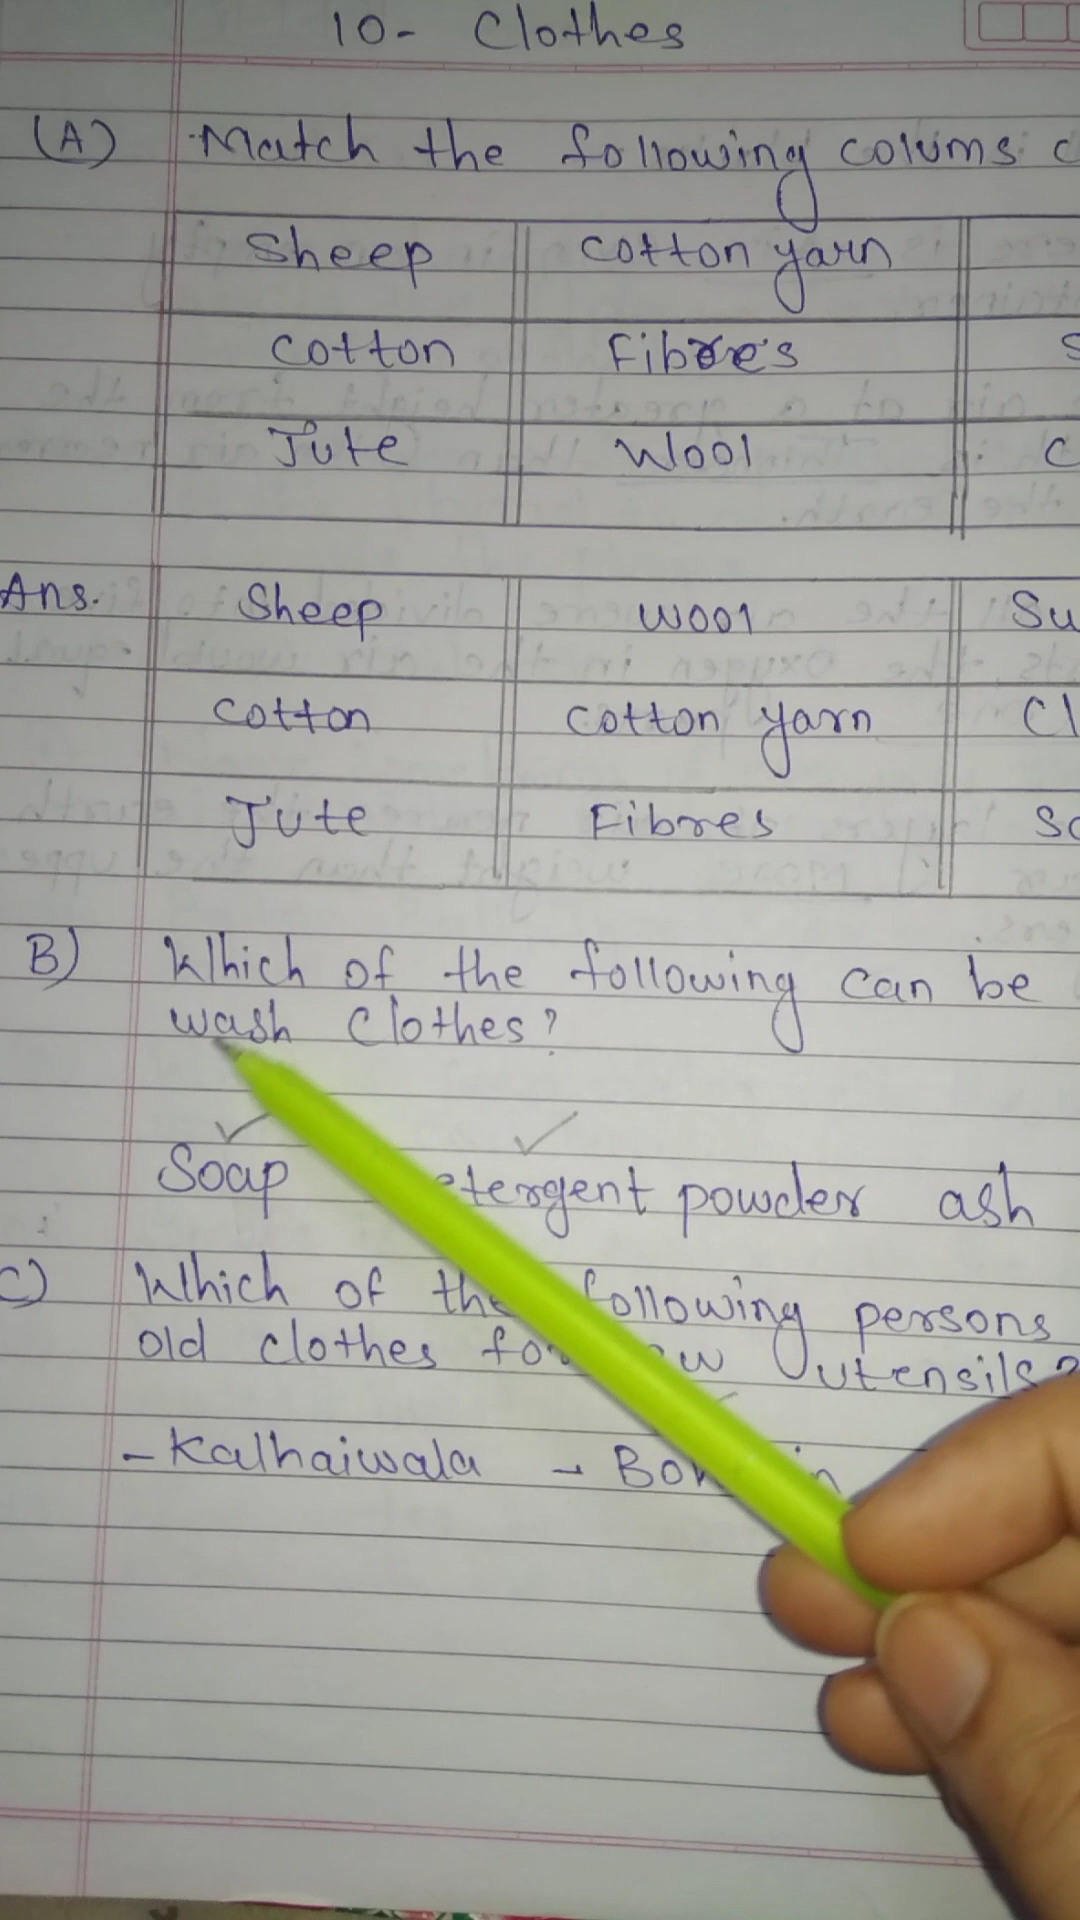 10- Clothes
(A) Match the following colums
Sheep cotton yarn
cotton Fibre's
Jute Wool
Ans. Sheep wool Su
cotton cotton yarn Cl
Jute Fibres
B) Which of the following can be
wash clothes?
Soap powder ash
C) Which of the following persons
old clothes utensils?
- Kalhaiwala -